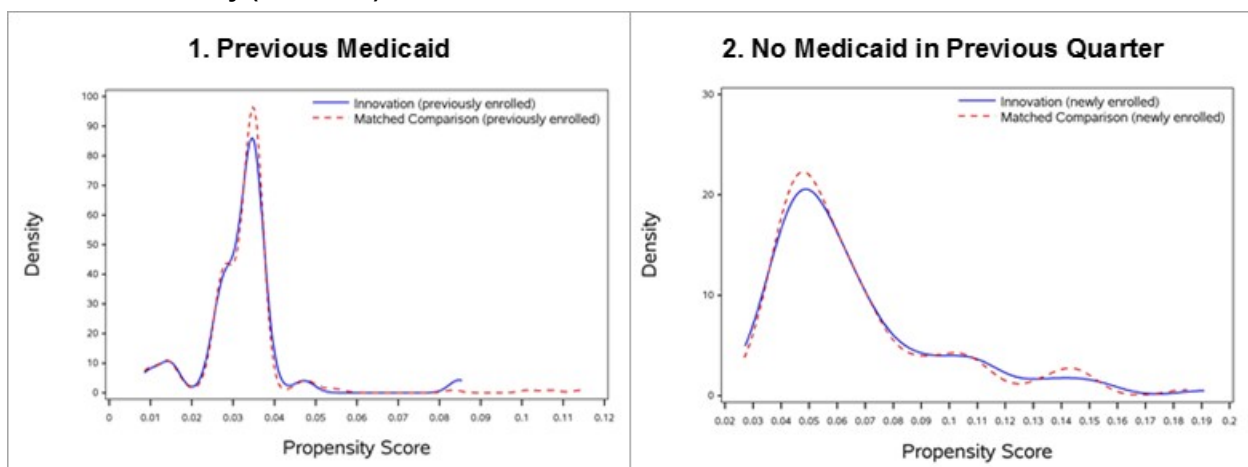 1. Previous Medicaid
Innovation (previously enrolled)
Matched Comparison (previously enrolled)
100
90
80
70
60
50
40
30
20
10
0
Density
0 0.01 0.02 0.03 0.04 0.05 0.06 0.07 0.08 0.09 0.1 0.11 0.12
Propensity Score
2. No Medicaid in Previous Quarter
Innovation (newly enrolled)
Matched Comparison (newly enrolled)
30
20
10
0
Density
0.02 0.03 0.04 0.05 0.06 0.07 0.08 0.09 0.1 0.11 0.12 0.13 0.14 0.15 0.16 0.17 0.18 0.19 0.2
Propensity Score